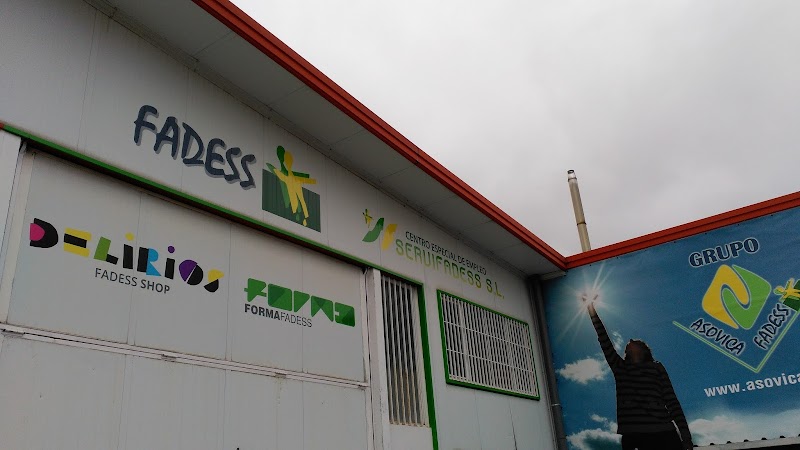 FADESS
DELIRIOS
FADESS SHOP
FORMA
FORMAFADESS
CENTRO ESPECIAL DE EMPLEO
SERVIFADESS S.L.
GRUPO
ASOVICA
FADESS
www.asovica